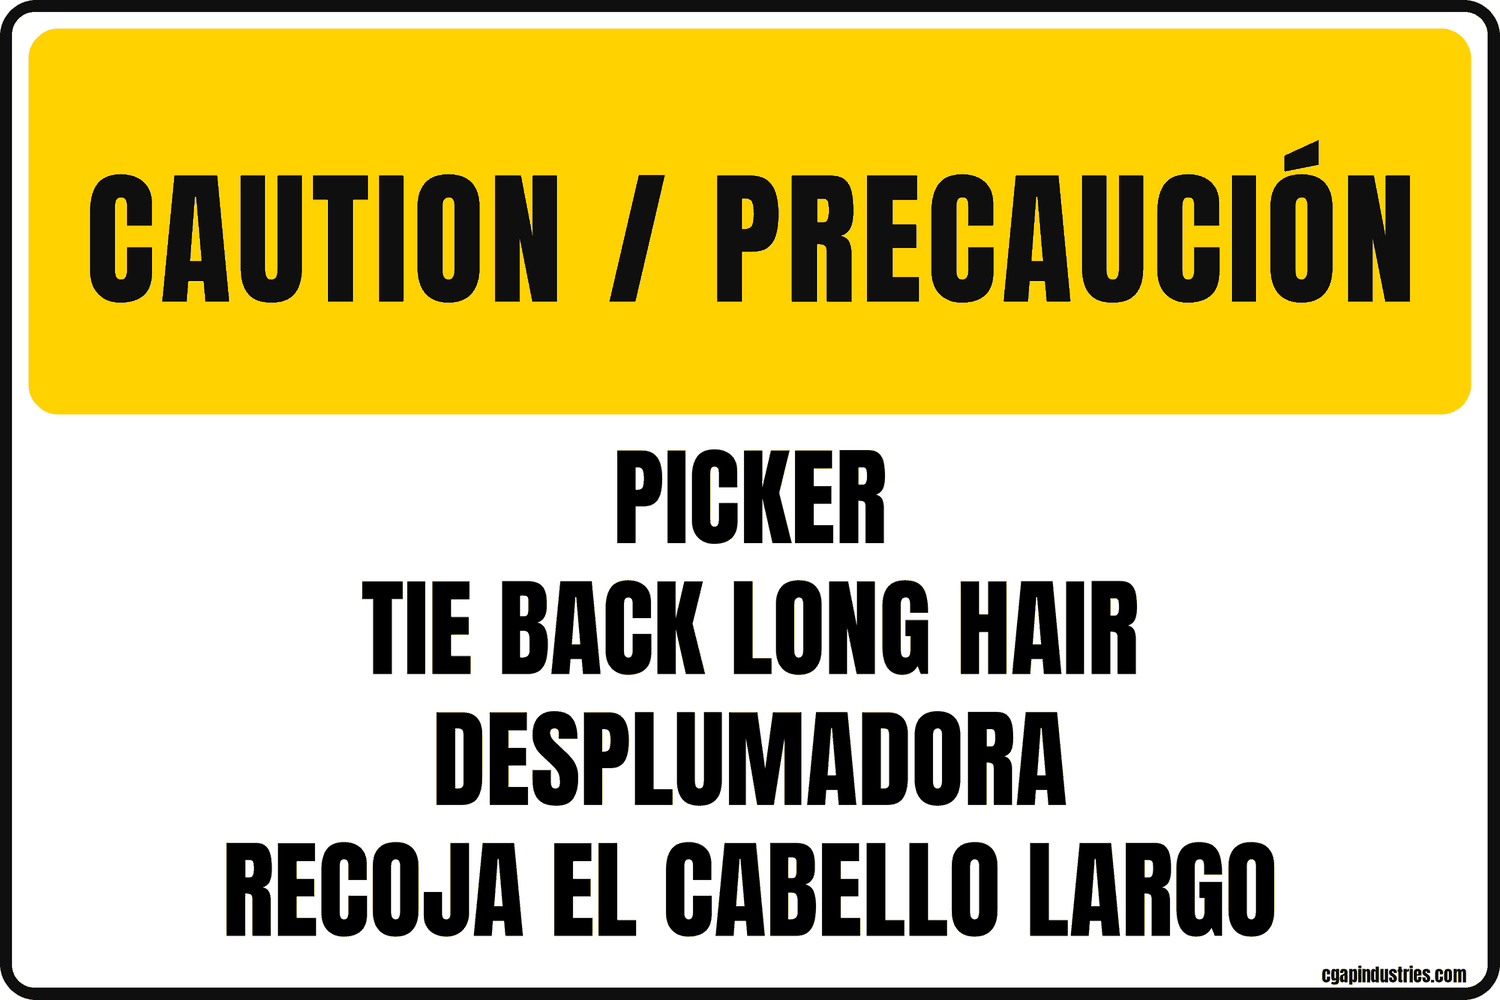 CAUTION / PRECAUCIÓN
PICKER
TIE BACK LONG HAIR
DESPLUMADORA
RECOJA EL CABELLO LARGO
cgapindustries.com